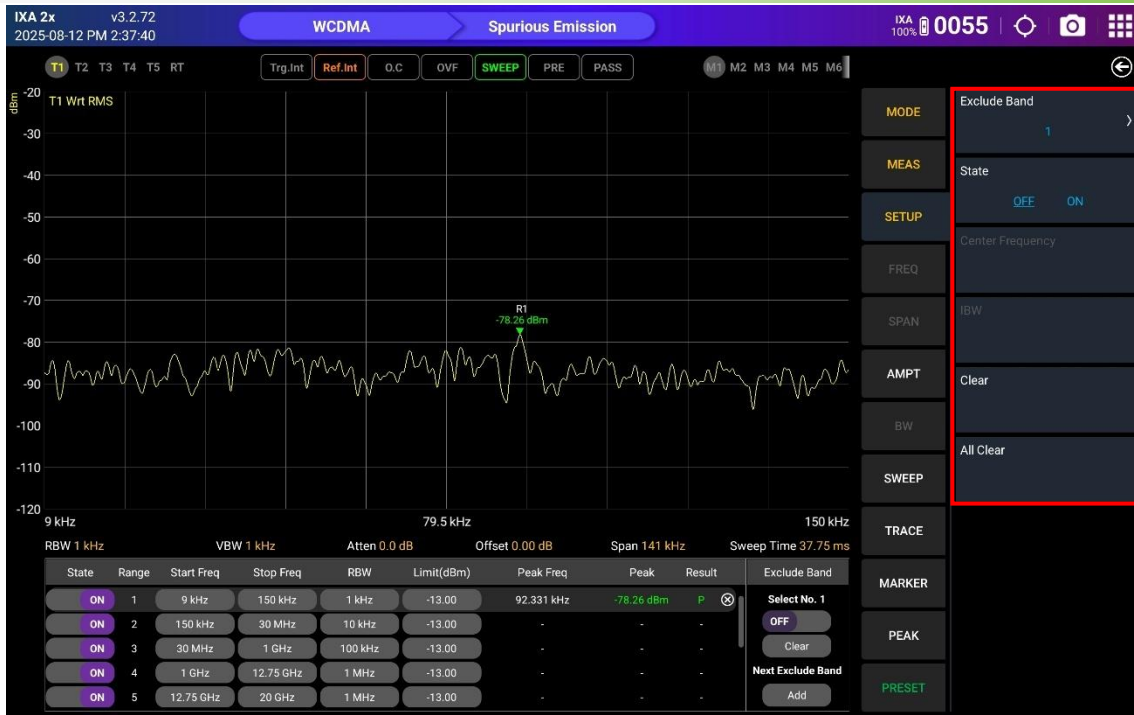 IXA 2x v3.2.72
2025-08-12 PM 2:37:40
WCDMA Spurious Emission
IXA
100% 0055
T1 T2 T3 T4 T5 RT
Trg.Int Ref.Int O.C OVF SWEEP PRE PASS
M1 M2 M3 M4 M5 M6
dBm
T1 Wrt RMS
-20
-30
-40
-50
-60
-70
-80
-90
-100
-110
-120
R1
-78.26 dBm
9 kHz 79.5 kHz 150 kHz
RBW 1 kHz VBW 1 kHz Atten 0.0 dB Offset 0.00 dB Span 141 kHz Sweep Time 37.75 ms
State Range Start Freq Stop Freq RBW Limit(dBm) Peak Freq Peak Result
ON 1 9 kHz 150 kHz 1 kHz -13.00 92.331 kHz -78.26 dBm P
ON 2 150 kHz 30 MHz 10 kHz -13.00 - - -
ON 3 30 MHz 1 GHz 100 kHz -13.00 - - -
ON 4 1 GHz 12.75 GHz 1 MHz -13.00 - - -
ON 5 12.75 GHz 20 GHz 1 MHz -13.00 - - -
Exclude Band
Select No. 1
OFF
Clear
Next Exclude Band
Add
MODE
MEAS
SETUP
FREQ
SPAN
AMPT
BW
SWEEP
TRACE
MARKER
PEAK
PRESET
Exclude Band
1
State
OFF ON
Center Frequency
IBW
Clear
All Clear